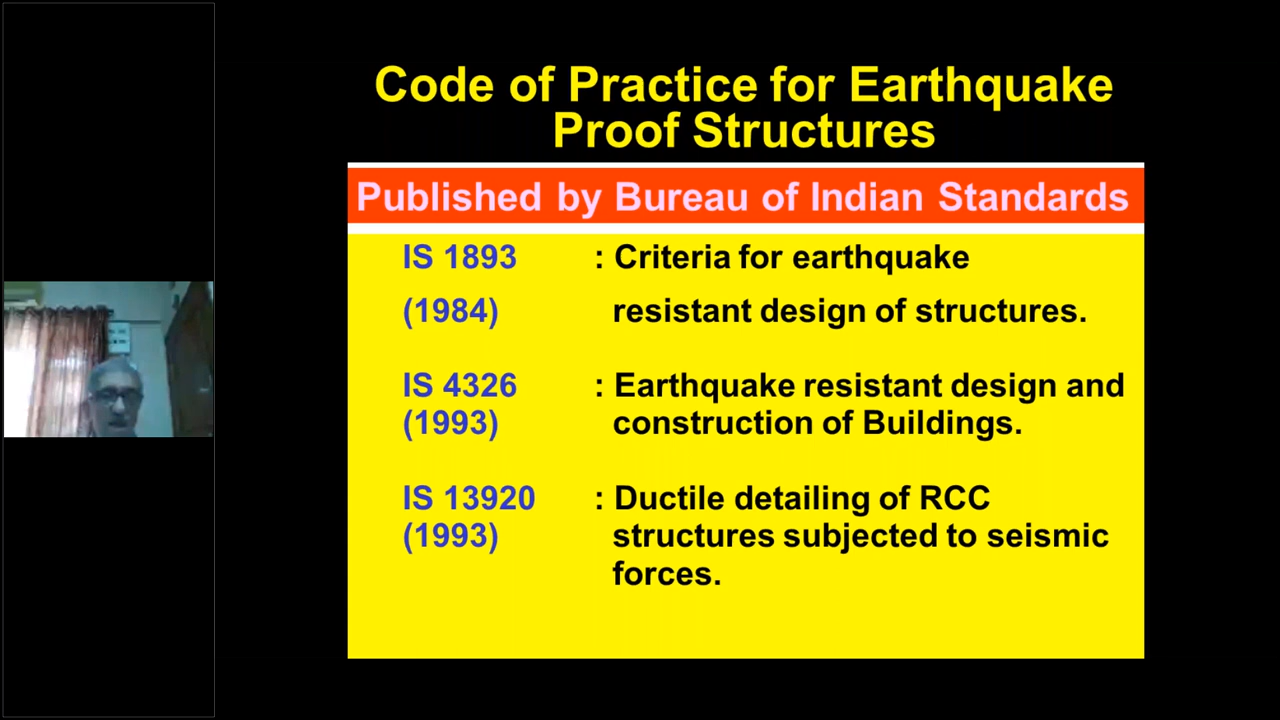 Code of Practice for Earthquake
Proof Structures
Published by Bureau of Indian Standards
IS 1893 : Criteria for earthquake
(1984) resistant design of structures.
IS 4326 : Earthquake resistant design and
(1993) construction of Buildings.
IS 13920 : Ductile detailing of RCC
(1993) structures subjected to seismic
forces.